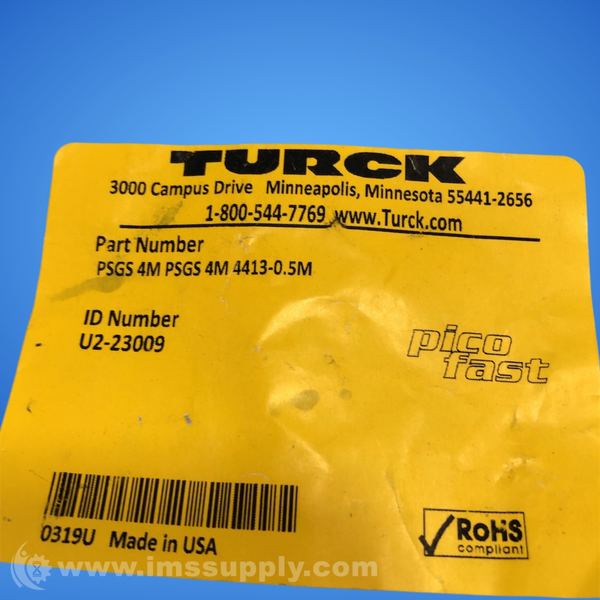 TURCK
3000 Campus Drive Minneapolis, Minnesota 55441-2656
1-800-544-7769 www.Turck.com
Part Number
PSGS 4M PSGS 4M 4413-0.5M
ID Number
U2-23009
pico
fast
0319U Made in USA
RoHS
compliant
www.imssupply.com